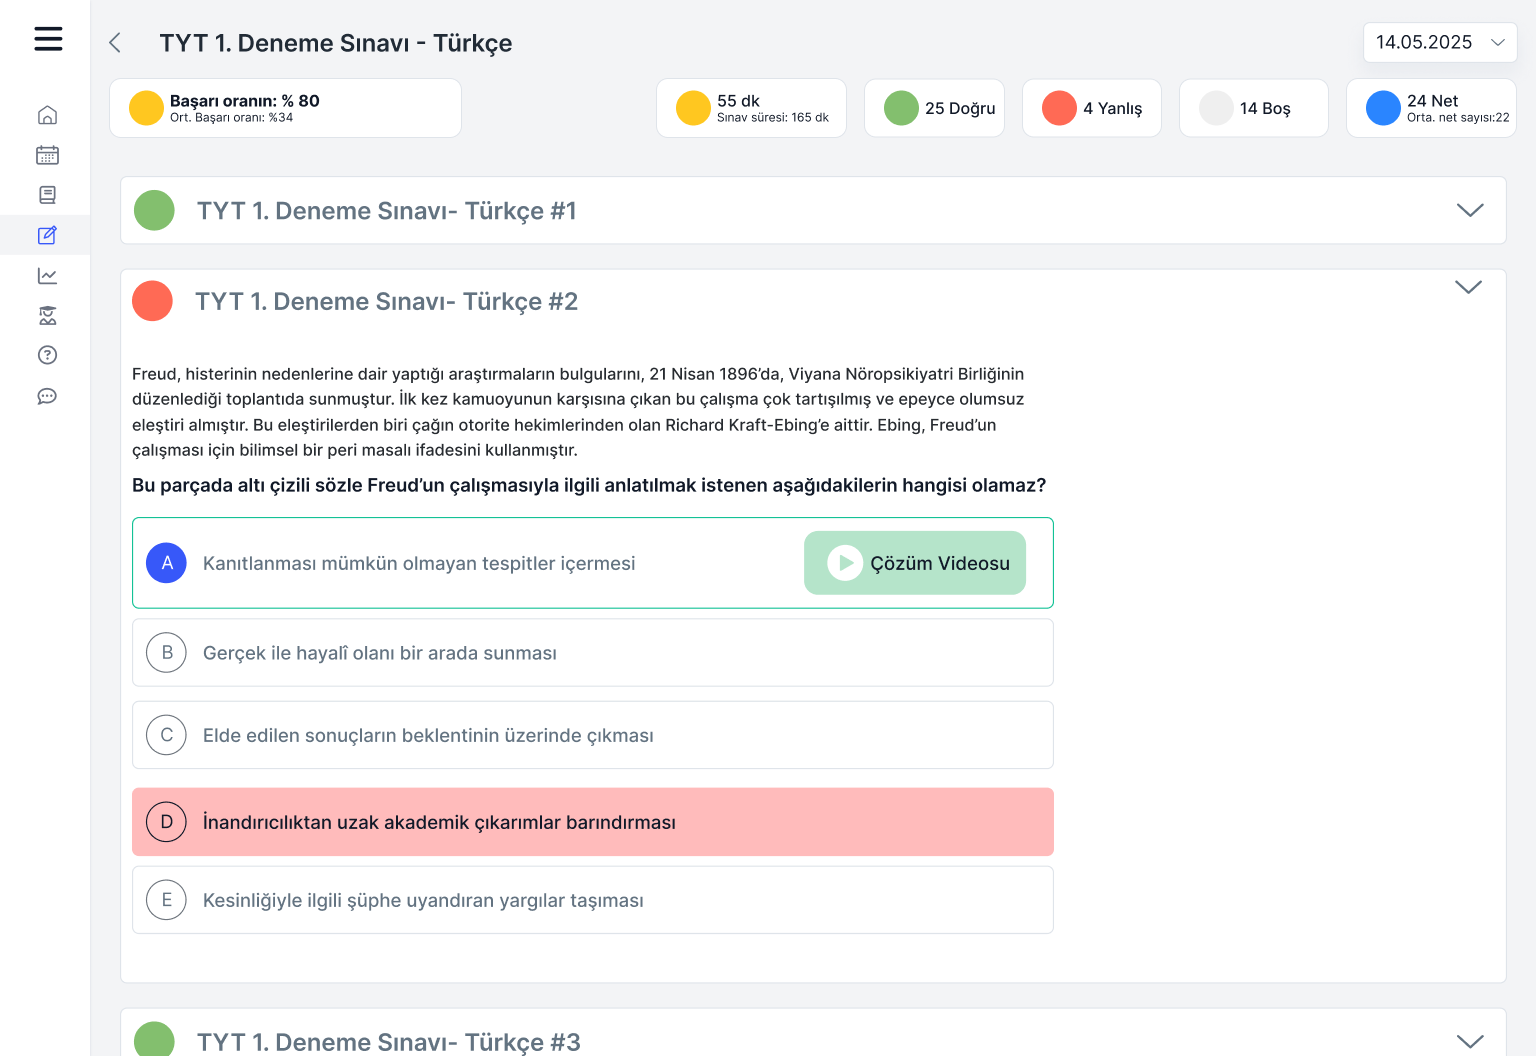 TYT 1. Deneme Sınavı - Türkçe
14.05.2025
Başarı oranın: % 80
Ort. Başarı oranı: %34
55 dk
Sınav süresi: 165 dk
25 Doğru
4 Yanlış
14 Boş
24 Net
Orta. net sayısı:22
TYT 1. Deneme Sınavı- Türkçe #1
TYT 1. Deneme Sınavı- Türkçe #2
Freud, histerinin nedenlerine dair yaptığı araştırmaların bulgularını, 21 Nisan 1896’da, Viyana Nöropsikiyatri Birliğinin
düzenlediği toplantıda sunmuştur. İlk kez kamuoyunun karşısına çıkan bu çalışma çok tartışılmış ve epeyce olumsuz
eleştiri almıştır. Bu eleştirilerden biri çağın otorite hekimlerinden olan Richard Kraft-Ebing’e aittir. Ebing, Freud’un
çalışması için bilimsel bir peri masalı ifadesini kullanmıştır.
Bu parçada altı çizili sözle Freud’un çalışmasıyla ilgili anlatılmak istenen aşağıdakilerin hangisi olamaz?
A Kanıtlanması mümkün olmayan tespitler içermesi
Çözüm Videosu
B Gerçek ile hayalî olanı bir arada sunması
C Elde edilen sonuçların beklentinin üzerinde çıkması
D İnandırıcılıktan uzak akademik çıkarımlar barındırması
E Kesinliğiyle ilgili şüphe uyandıran yargılar taşıması
TYT 1. Deneme Sınavı- Türkçe #3